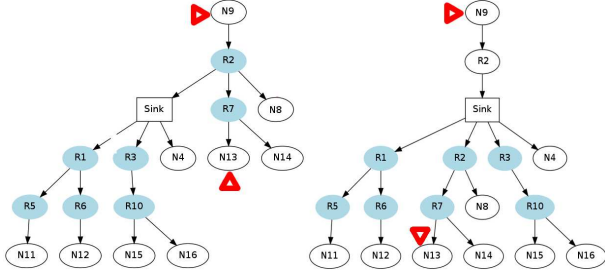 N9
R2
Sink R7 N8
R1 R3 N4 N13 N14
R5 R6 R10
N11 N12 N15 N16
N9
R2
Sink
R1 R2 R3 N4
R5 R6 R7 N8 R10
N11 N12 N13 N14 N15 N16